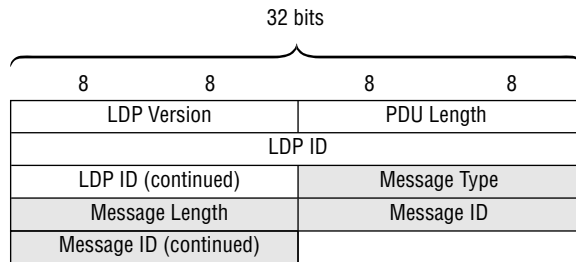 32 bits
8 8 8 8
LDP Version PDU Length
LDP ID
LDP ID (continued) Message Type
Message Length Message ID
Message ID (continued)